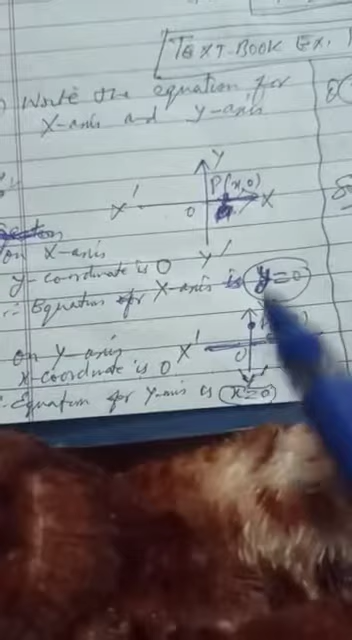 TEXT-BOOK EX.
Write the equation for
X-axis and y-axis
Y
P(x,0)
X' O X
on X-axis
y-coordinate is 0 Y'
∴ Equation for X-axis is y=0
on Y-axis X' O
x-coordinate is 0
Equation for Y-axis is x=0